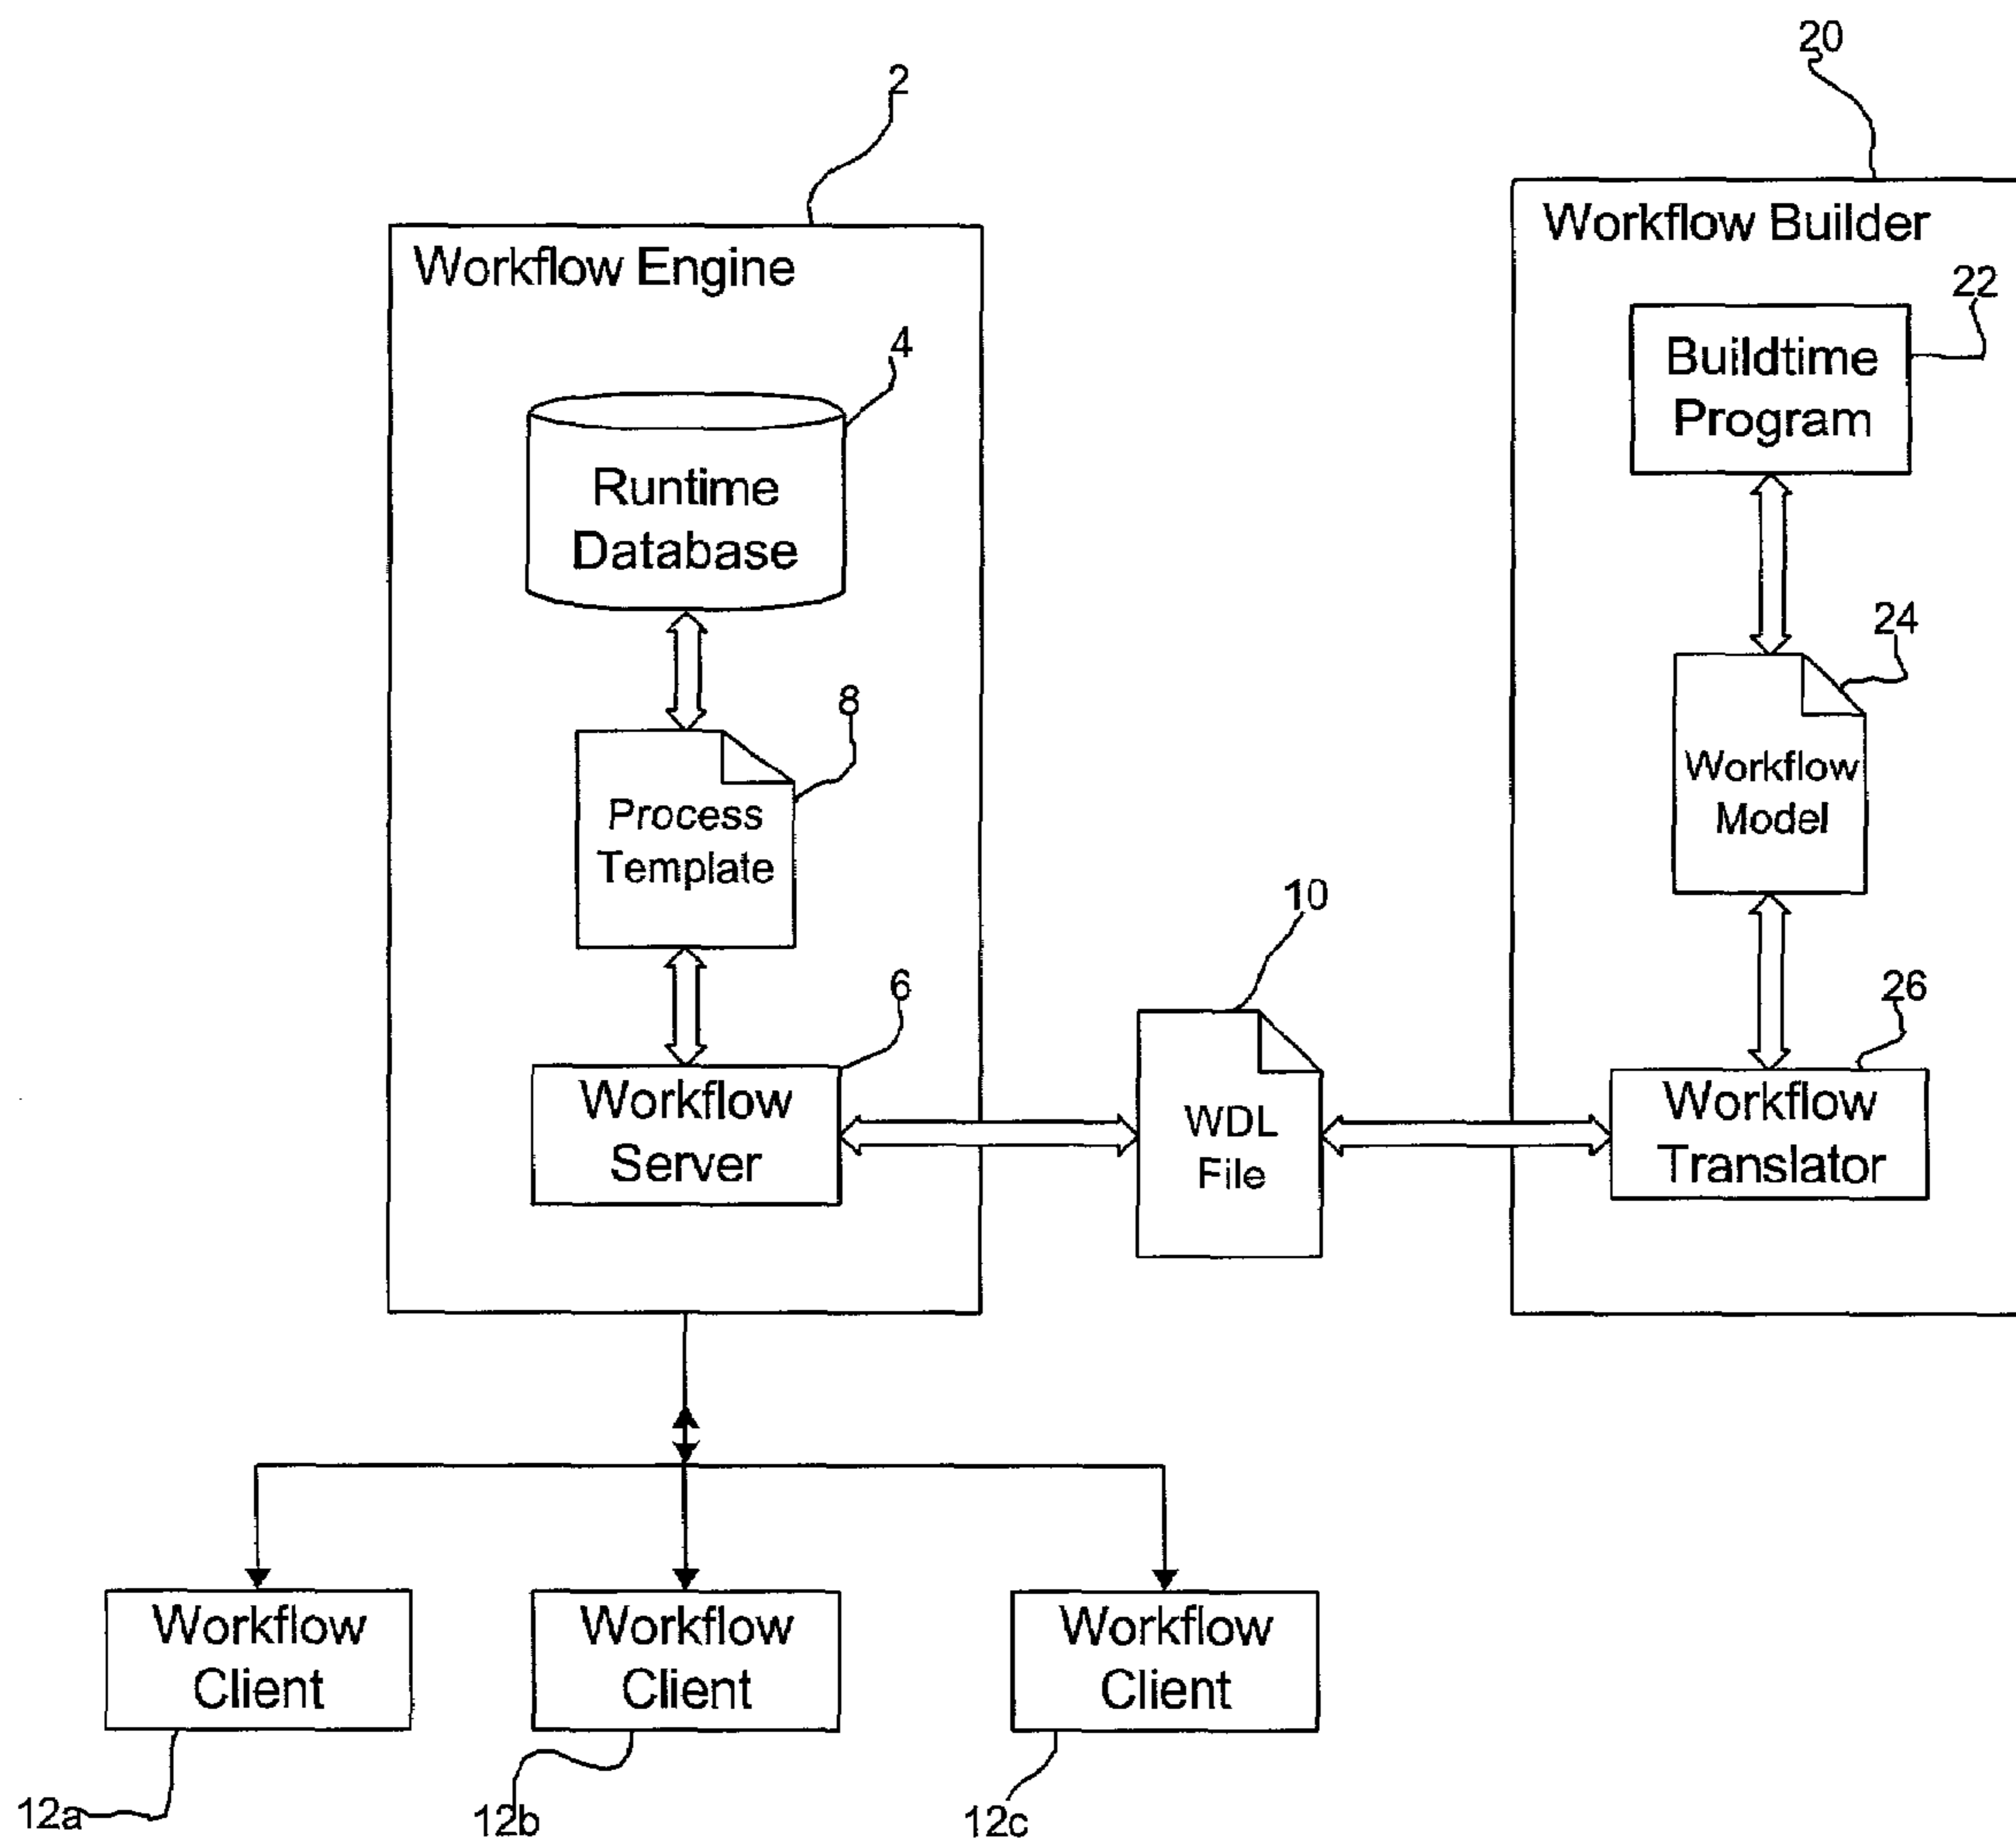 20
2
Workflow Builder
Workflow Engine
22
4
Buildtime
Program
Runtime
Database
24
8
Workflow
Model
Process
Template
10
6
26
Workflow
Server
WDL
File
Workflow
Translator
Workflow
Client
Workflow
Client
Workflow
Client
12a
12b
12c